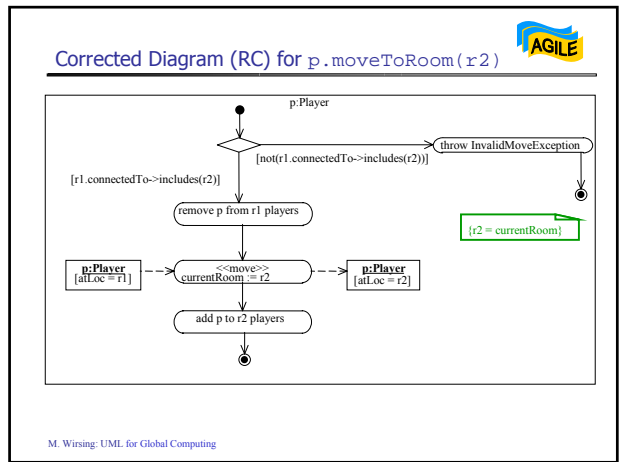 AGILE
Corrected Diagram (RC) for p.moveToRoom(r2)
p:Player
throw InvalidMoveException
[not(r1.connectedTo->includes(r2))]
[r1.connectedTo->includes(r2)]
remove p from r1 players
{r2 = currentRoom}
p:Player
[atLoc = r1]
<<move>>
currentRoom := r2
p:Player
[atLoc = r2]
add p to r2 players
M. Wirsing: UML for Global Computing